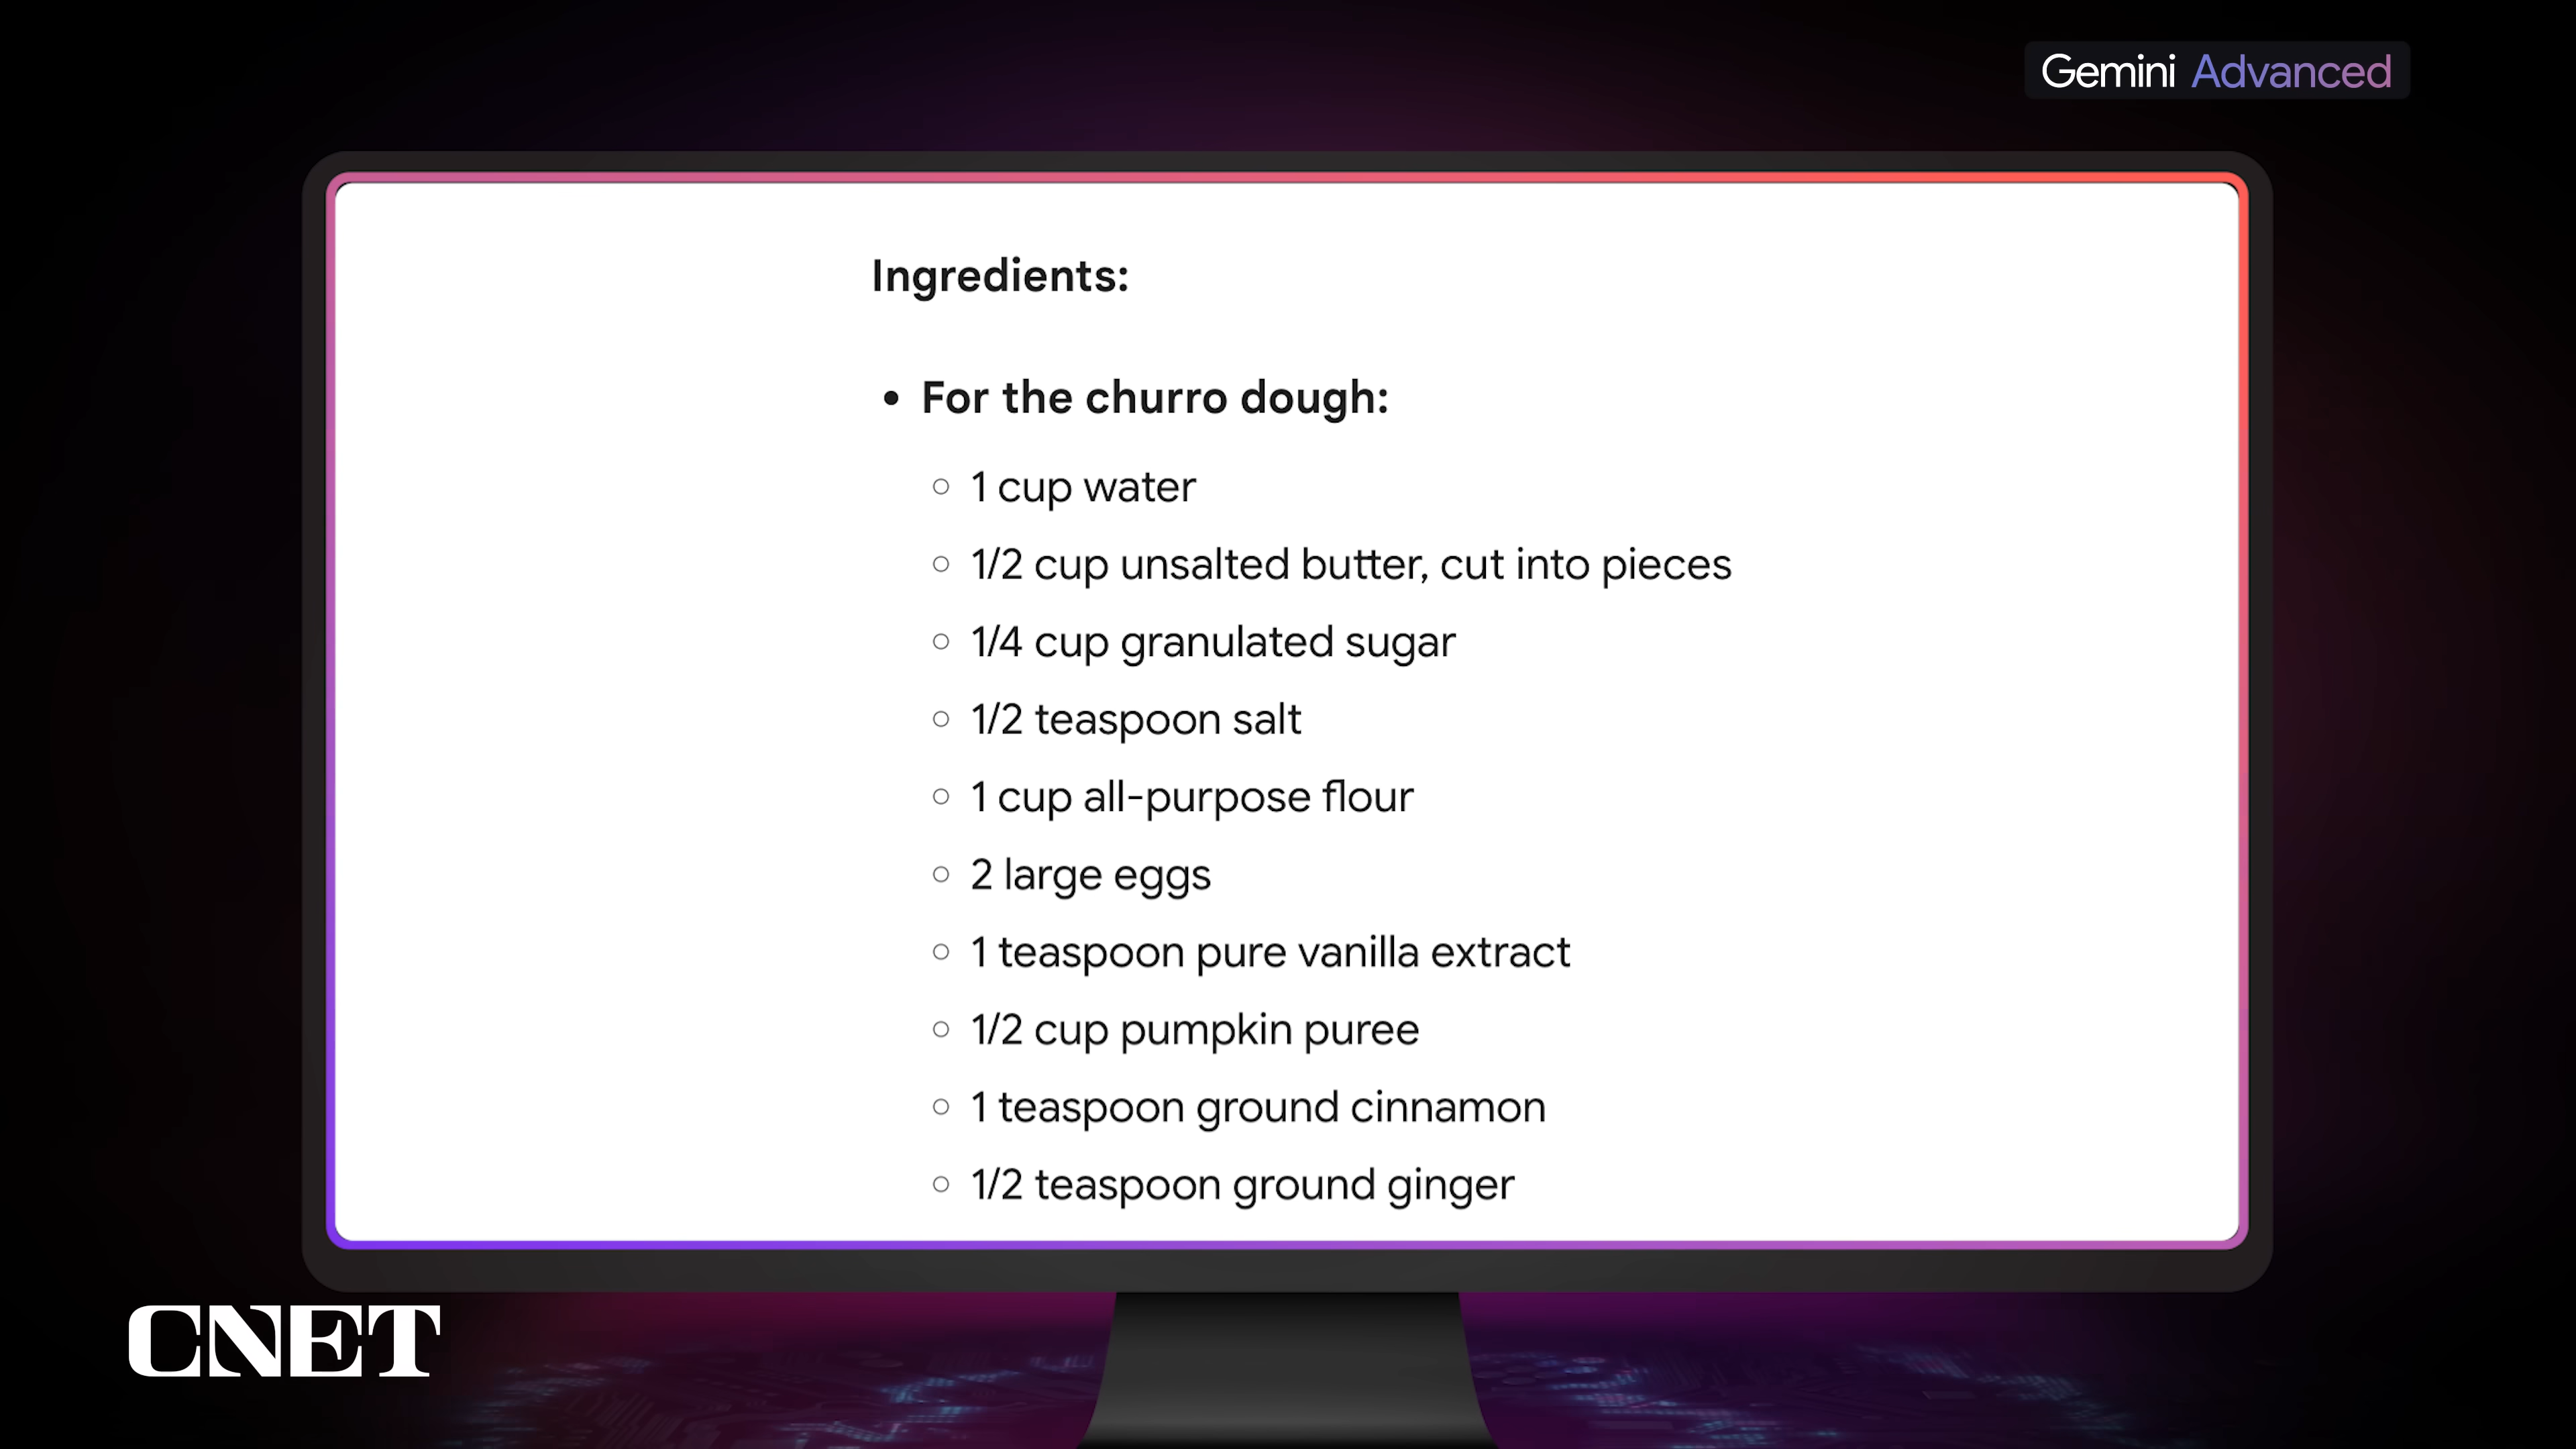 Gemini Advanced
Ingredients:
• For the churro dough:
○ 1 cup water
○ 1/2 cup unsalted butter, cut into pieces
○ 1/4 cup granulated sugar
○ 1/2 teaspoon salt
○ 1 cup all-purpose flour
○ 2 large eggs
○ 1 teaspoon pure vanilla extract
○ 1/2 cup pumpkin puree
○ 1 teaspoon ground cinnamon
○ 1/2 teaspoon ground ginger
CNET